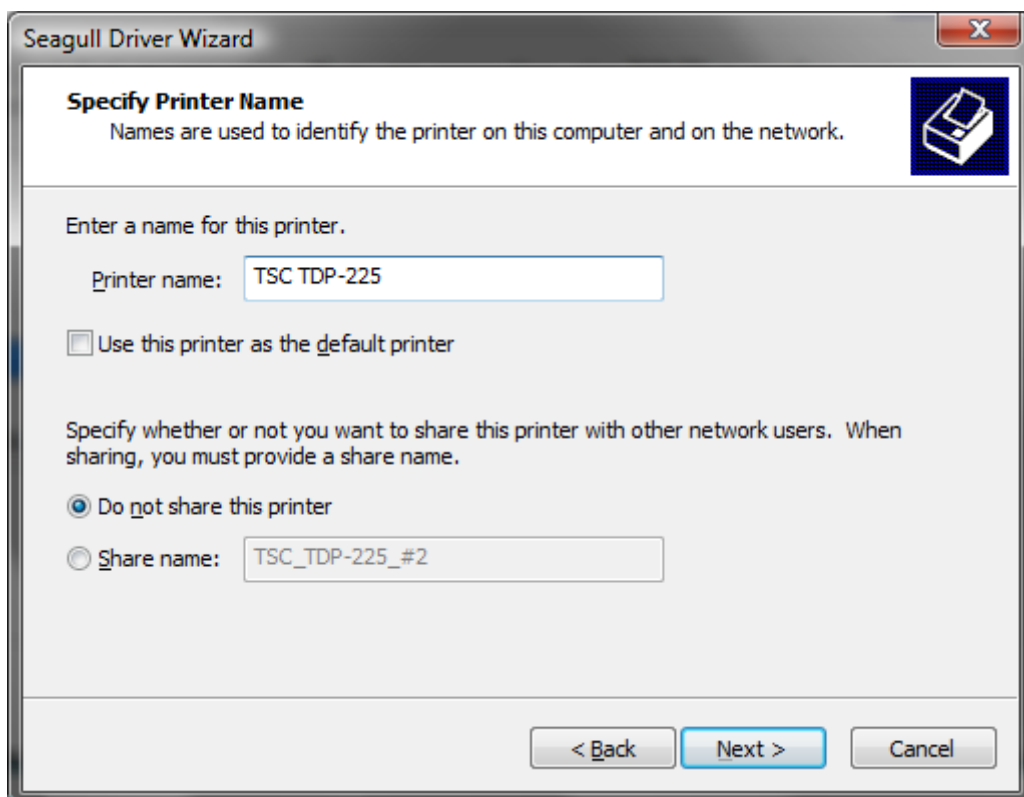 Seagull Driver Wizard
Specify Printer Name
Names are used to identify the printer on this computer and on the network.
Enter a name for this printer.
Printer name: TSC TDP-225
Use this printer as the default printer
Specify whether or not you want to share this printer with other network users.  When
sharing, you must provide a share name.
Do not share this printer
Share name: TSC_TDP-225_#2
< Back Next > Cancel